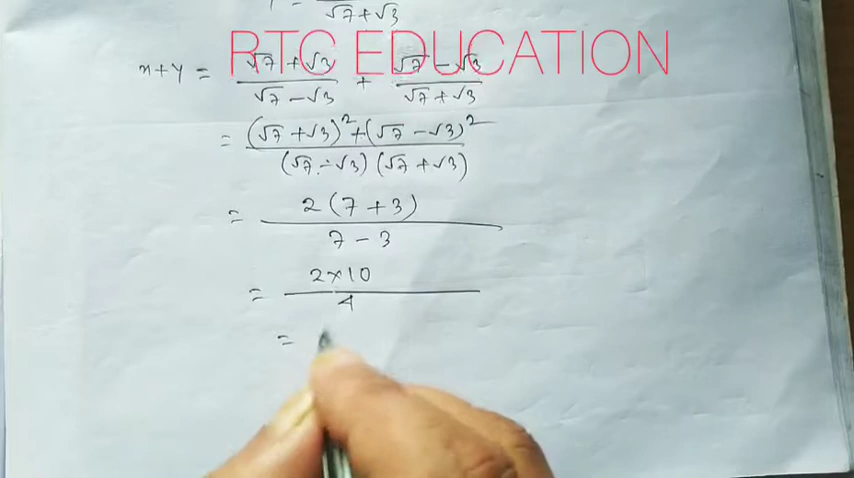 √7+√3
RTC EDUCATION
x+y = (√7+√3)/(√7-√3) + (√7-√3)/(√7+√3)
= ((√7+√3)²+(√7-√3)²)/((√7-√3)(√7+√3))
= 2(7+3)/(7-3)
= 2×10/4
=